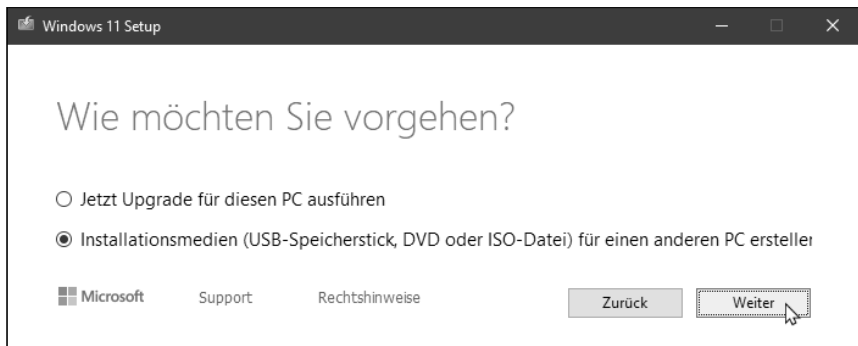 Windows 11 Setup
Wie möchten Sie vorgehen?
Jetzt Upgrade für diesen PC ausführen
Installationsmedien (USB-Speicherstick, DVD oder ISO-Datei) für einen anderen PC ersteller
Microsoft Support Rechtshinweise Zurück Weiter